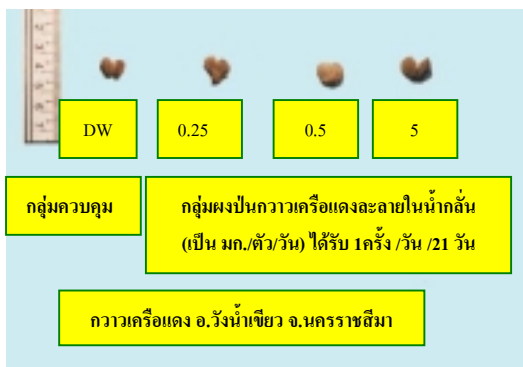 DW
0.25
0.5
5
กลุ่มควบคุม
กลุ่มผงป่นกวาวเครือแดงละลายในน้ำกลั่น
(เป็น มก./ตัว/วัน) ได้รับ 1ครั้ง /วัน /21 วัน
กวาวเครือแดง อ.วังน้ำเขียว จ.นครราชสีมา